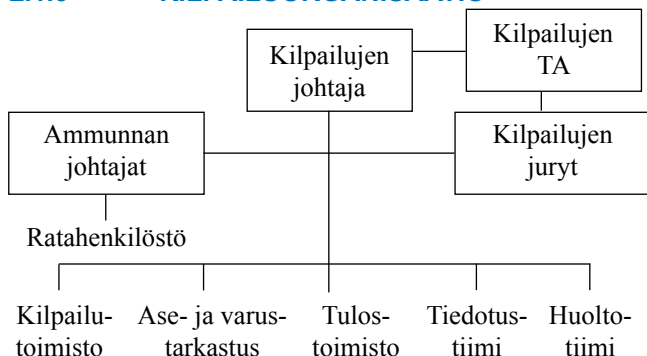 Kilpailujen
johtaja
Kilpailujen
TA
Ammunnan
johtajat
Kilpailujen
juryt
Ratahenkilöstö
Kilpailu-
toimisto
Ase- ja varus-
tarkastus
Tulos-
toimisto
Tiedotus-
tiimi
Huolto-
tiimi